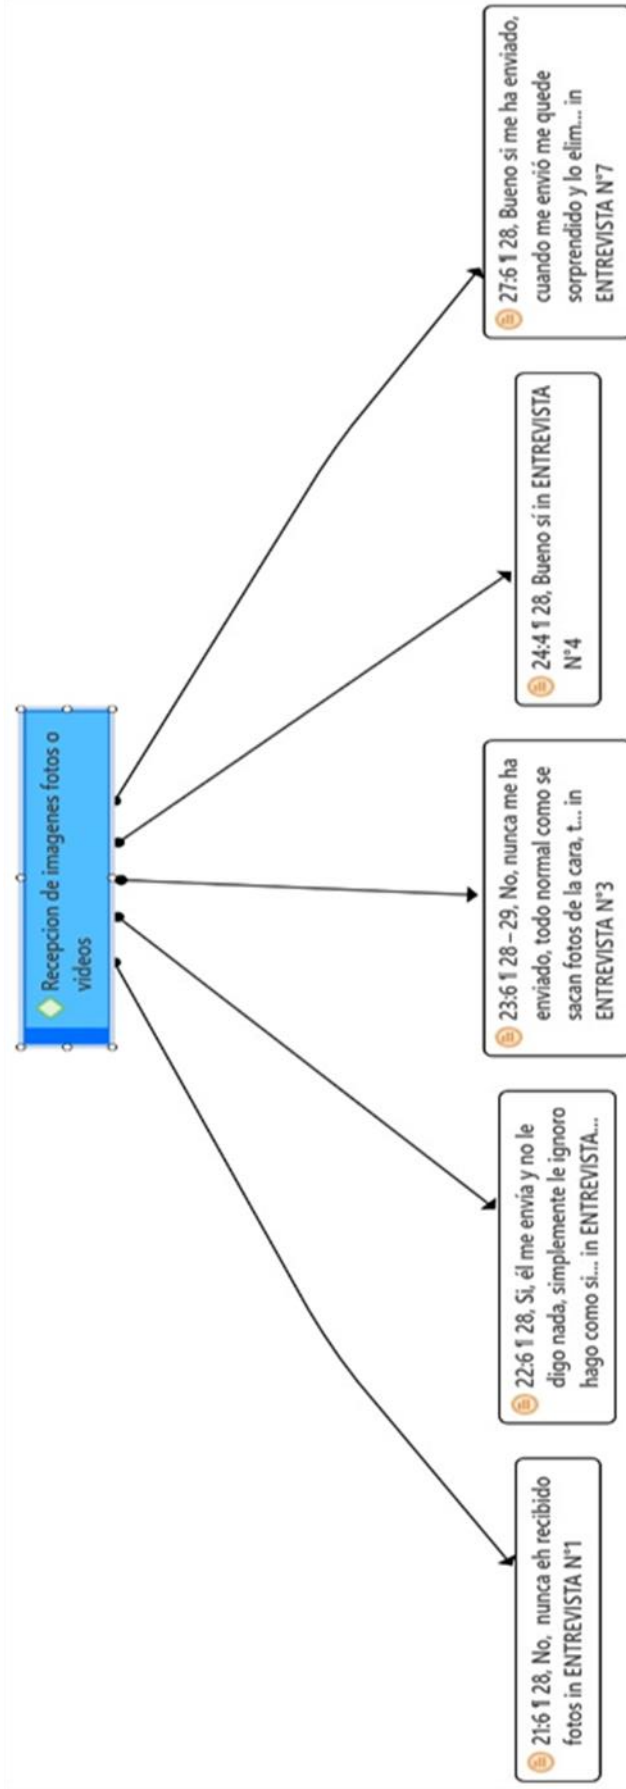 Recepcion de imagenes fotos o
videos
21:6 ¶ 28, No, nunca eh recibido
fotos in ENTREVISTA N°1
22:6 ¶ 28, Si, él me envia y no le
digo nada, simplemente le ignoro
hago como si... in ENTREVISTA...
23:6 ¶ 28 – 29, No, nunca me ha
enviado, todo normal como se
sacan fotos de la cara, t... in
ENTREVISTA N°3
24:4 ¶ 28, Bueno sí in ENTREVISTA
N°4
27:6 ¶ 28, Bueno si me ha enviado,
cuando me envió me quede
sorprendido y lo elim... in
ENTREVISTA N°7